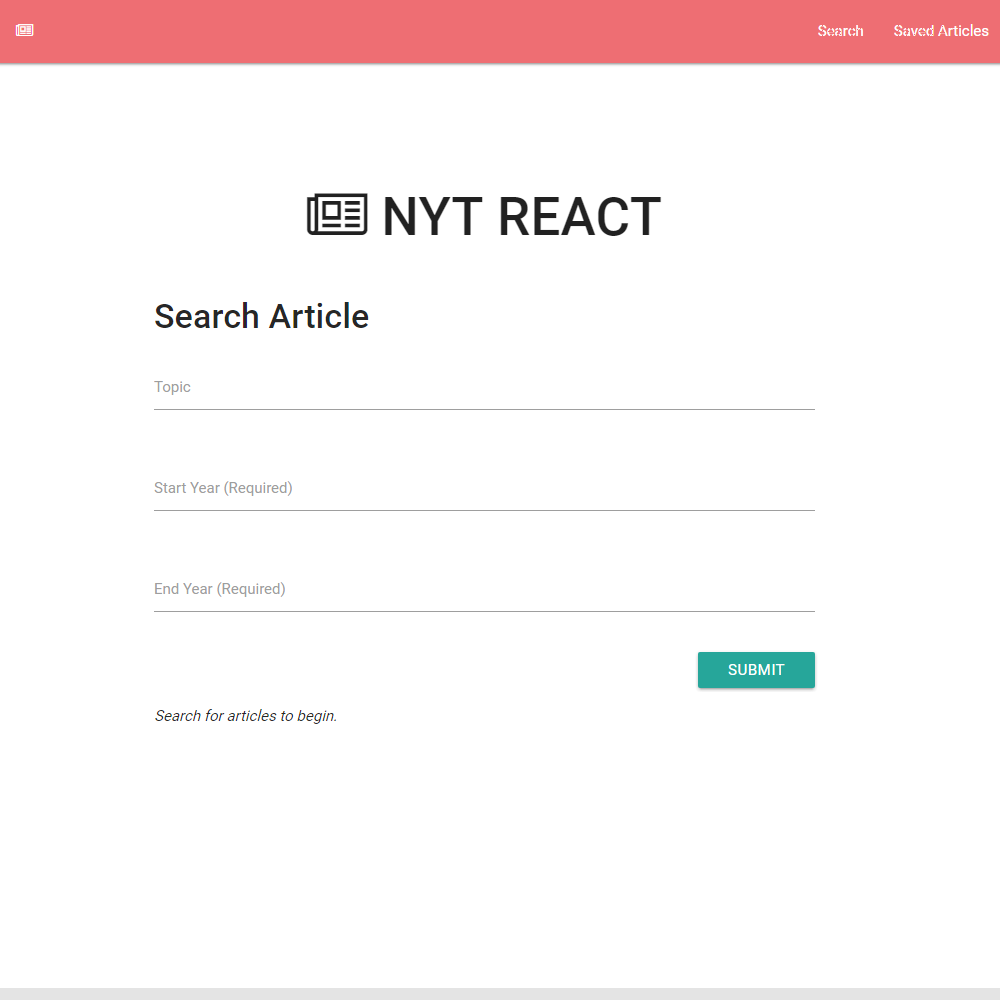 Search Saved Articles
NYT REACT
Search Article
Topic
Start Year (Required)
End Year (Required)
SUBMIT
Search for articles to begin.